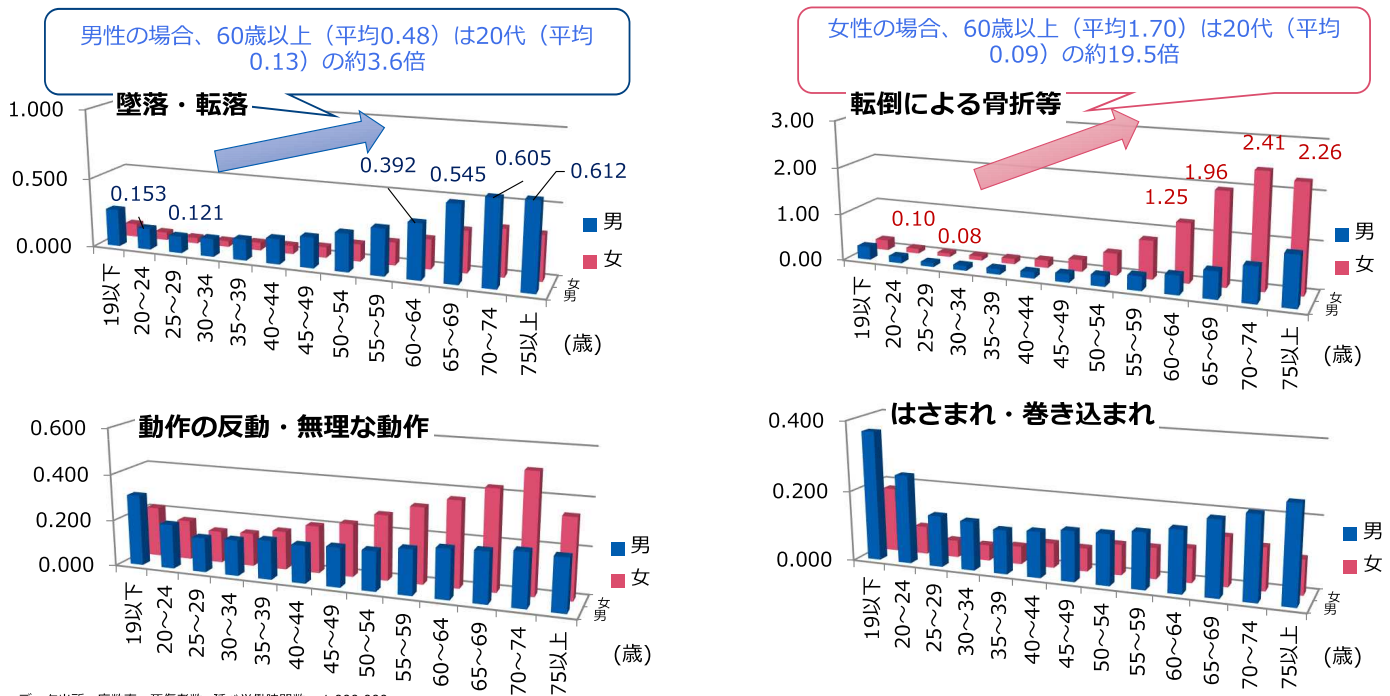 男性の場合、60歳以上（平均0.48）は20代（平均
0.13）の約3.6倍
墜落・転落
1.000
0.500
0.000
0.153
0.121
0.392
0.545
0.605
0.612
男
女
女
男
19以下
20～24
25～29
30～34
35～39
40～44
45～49
50～54
55～59
60～64
65～69
70～74
75以上
(歳)
女性の場合、60歳以上（平均1.70）は20代（平均
0.09）の約19.5倍
転倒による骨折等
3.00
2.00
1.00
0.00
0.10
0.08
1.25
1.96
2.41
2.26
男
女
女
男
19以下
20～24
25～29
30～34
35～39
40～44
45～49
50～54
55～59
60～64
65～69
70～74
75以上
(歳)
動作の反動・無理な動作
0.600
0.400
0.200
0.000
男
女
女
男
19以下
20～24
25～29
30～34
35～39
40～44
45～49
50～54
55～59
60～64
65～69
70～74
75以上
(歳)
はさまれ・巻き込まれ
0.400
0.200
0.000
男
女
女
男
19以下
20～24
25～29
30～34
35～39
40～44
45～49
50～54
55～59
60～64
65～69
70～74
75以上
(歳)